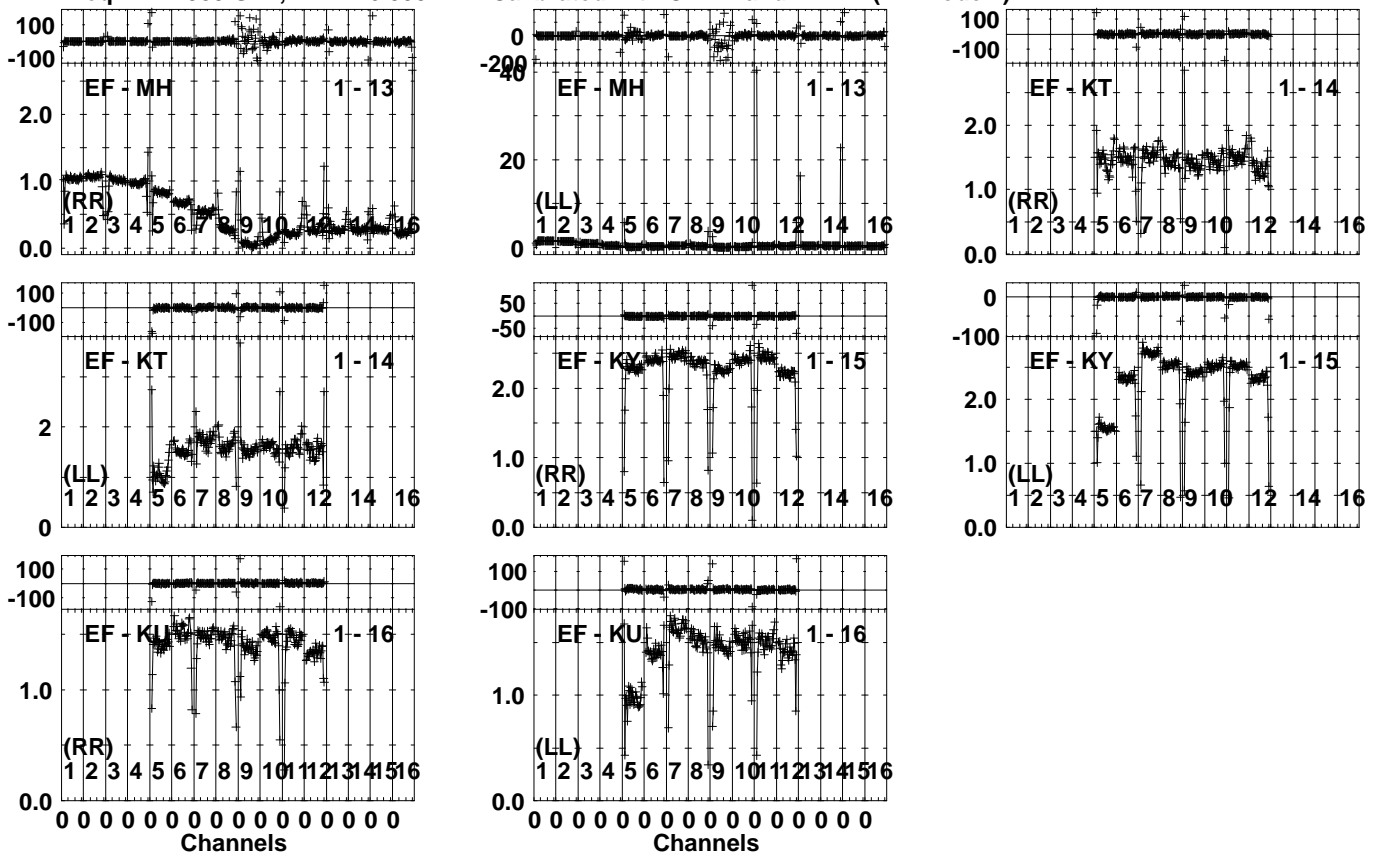 100
-100
EF - MH 1 - 13
2.0
1.0
0.0
(RR)
1 2 3 4 5 6 7 8 9 10 12 16
0
-200
EF - MH 1 - 13
40
20
0
(LL)
1 2 3 4 5 6 7 8 9 10 12 14 16
100
-100
EF - KT 1 - 14
2.0
1.0
0.0
(RR)
1 2 3 4 5 6 7 8 9 10 12 14 16
100
-100
EF - KT 1 - 14
2
0
(LL)
1 2 3 4 5 6 7 8 9 10 12 14 16
50
-50
EF - KY 1 - 15
2.0
1.0
0.0
(RR)
1 2 3 4 5 6 7 8 9 10 12 14 16
0
-100
EF - KY 1 - 15
2.0
1.0
0.0
(LL)
1 2 3 4 5 6 7 8 9 10 12 14 16
100
-100
EF - KU 1 - 16
1.0
0.0
(RR)
1 2 3 4 5 6 7 8 9 10 11 12 13 14 15 16
0 0 0 0 0 0 0 0 0 0 0 0 0 0 0 0
Channels
100
-100
EF - KU 1 - 16
1.0
0.0
(LL)
1 2 3 4 5 6 7 8 9 10 11 12 13 14 15 16
0 0 0 0 0 0 0 0 0 0 0 0 0 0 0 0
Channels